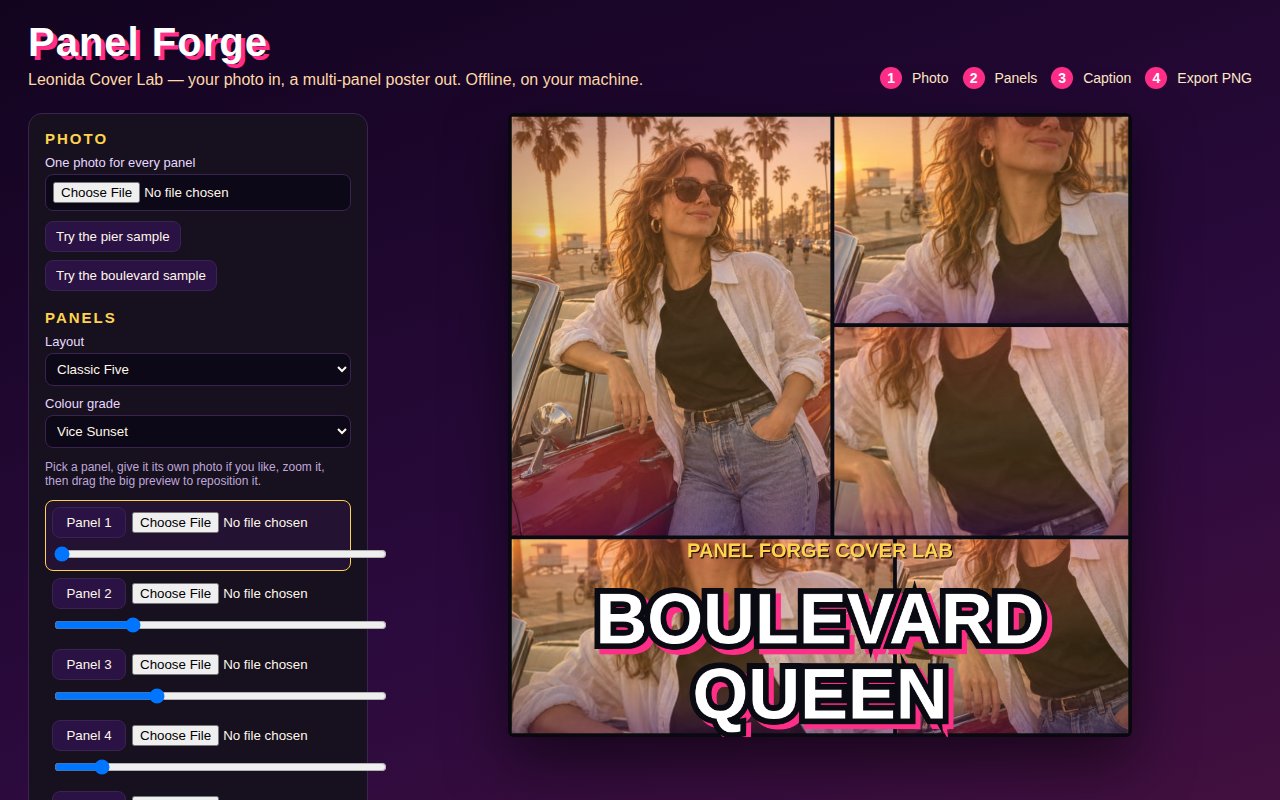 Panel Forge
Leonida Cover Lab — your photo in, a multi-panel poster out. Offline, on your machine.
1 Photo 2 Panels 3 Caption 4 Export PNG
PHOTO
One photo for every panel
Choose File No file chosen
Try the pier sample
Try the boulevard sample
PANELS
Layout
Classic Five
Colour grade
Vice Sunset
Pick a panel, give it its own photo if you like, zoom it,
then drag the big preview to reposition it.
Panel 1 Choose File No file chosen
Panel 2 Choose File No file chosen
Panel 3 Choose File No file chosen
Panel 4 Choose File No file chosen
PANEL FORGE COVER LAB
BOULEVARD
QUEEN